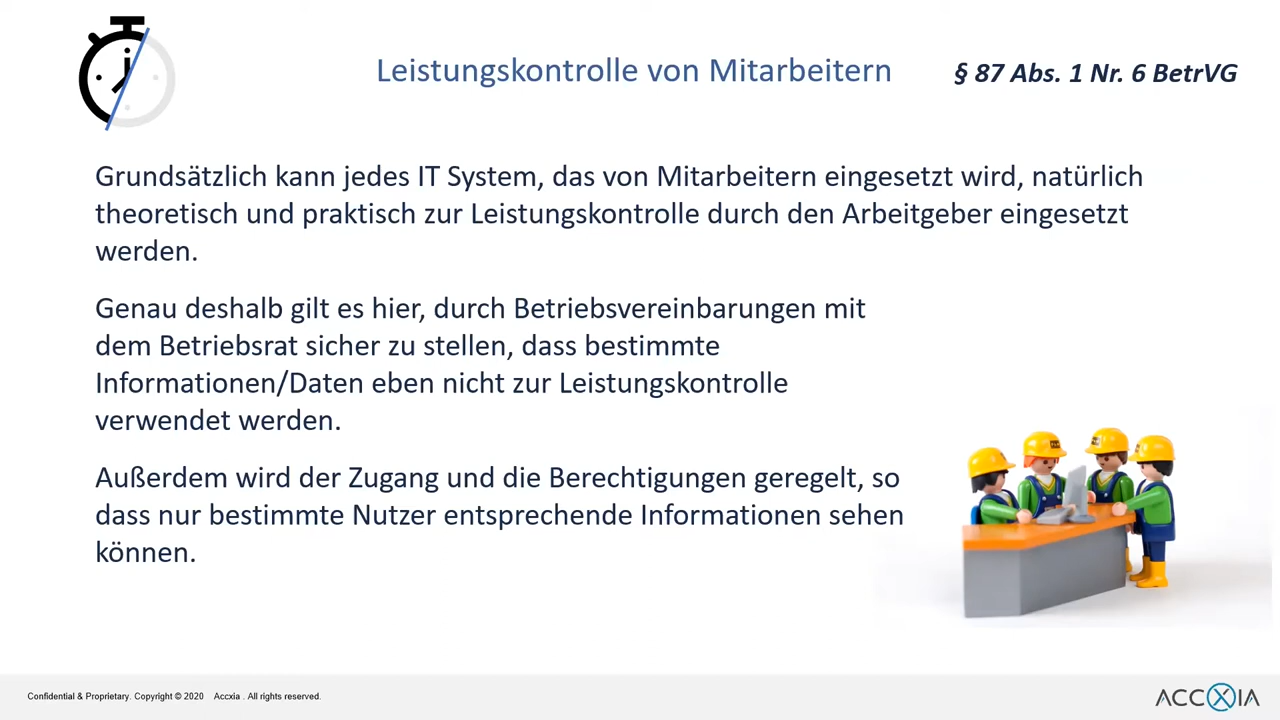 Leistungskontrolle von Mitarbeitern
§ 87 Abs. 1 Nr. 6 BetrVG
Grundsätzlich kann jedes IT System, das von Mitarbeitern eingesetzt wird, natürlich
theoretisch und praktisch zur Leistungskontrolle durch den Arbeitgeber eingesetzt
werden.
Genau deshalb gilt es hier, durch Betriebsvereinbarungen mit
dem Betriebsrat sicher zu stellen, dass bestimmte
Informationen/Daten eben nicht zur Leistungskontrolle
verwendet werden.
Außerdem wird der Zugang und die Berechtigungen geregelt, so
dass nur bestimmte Nutzer entsprechende Informationen sehen
können.
Confidential & Proprietary. Copyright © 2020 Accxia . All rights reserved.
ACCXIA